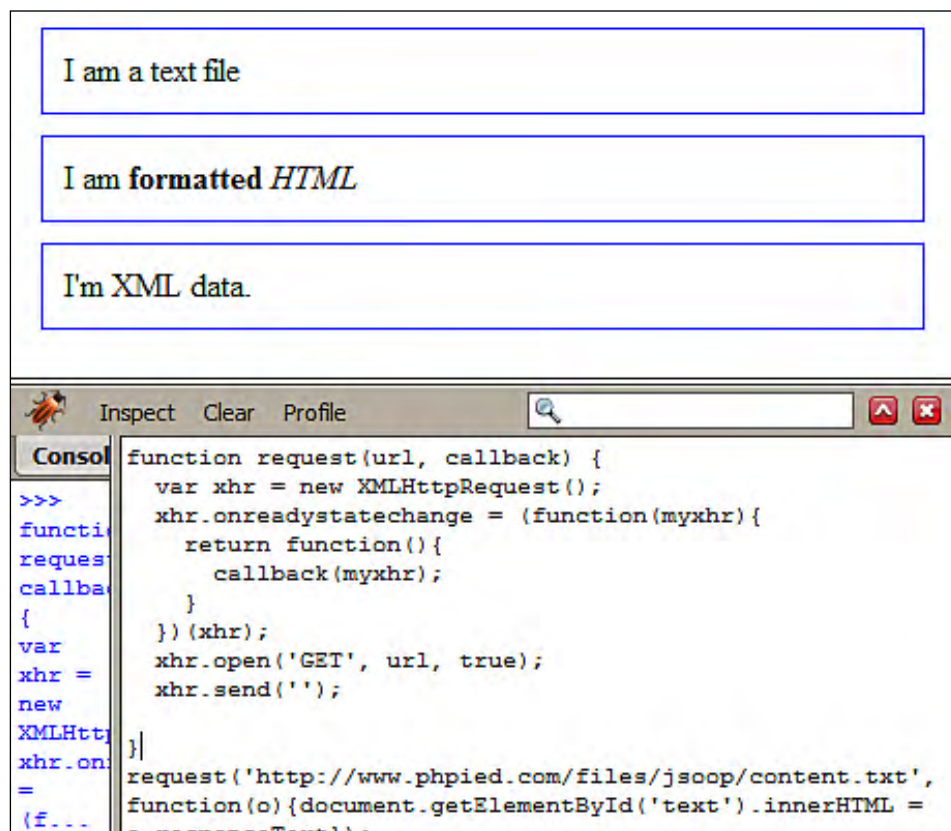 I am a text file
I am formatted HTML
I'm XML data.
Inspect Clear Profile
Consol
>>>
functi
reques
callba
{
var
xhr =
new
XMLHtt
xhr.on
=
(f...
function request(url, callback) {
var xhr = new XMLHttpRequest();
xhr.onreadystatechange = (function(myxhr){
return function(){
callback(myxhr);
}
})(xhr);
xhr.open('GET', url, true);
xhr.send('');
}
request('http://www.phpied.com/files/jsoop/content.txt',
function(o){document.getElementById('text').innerHTML =